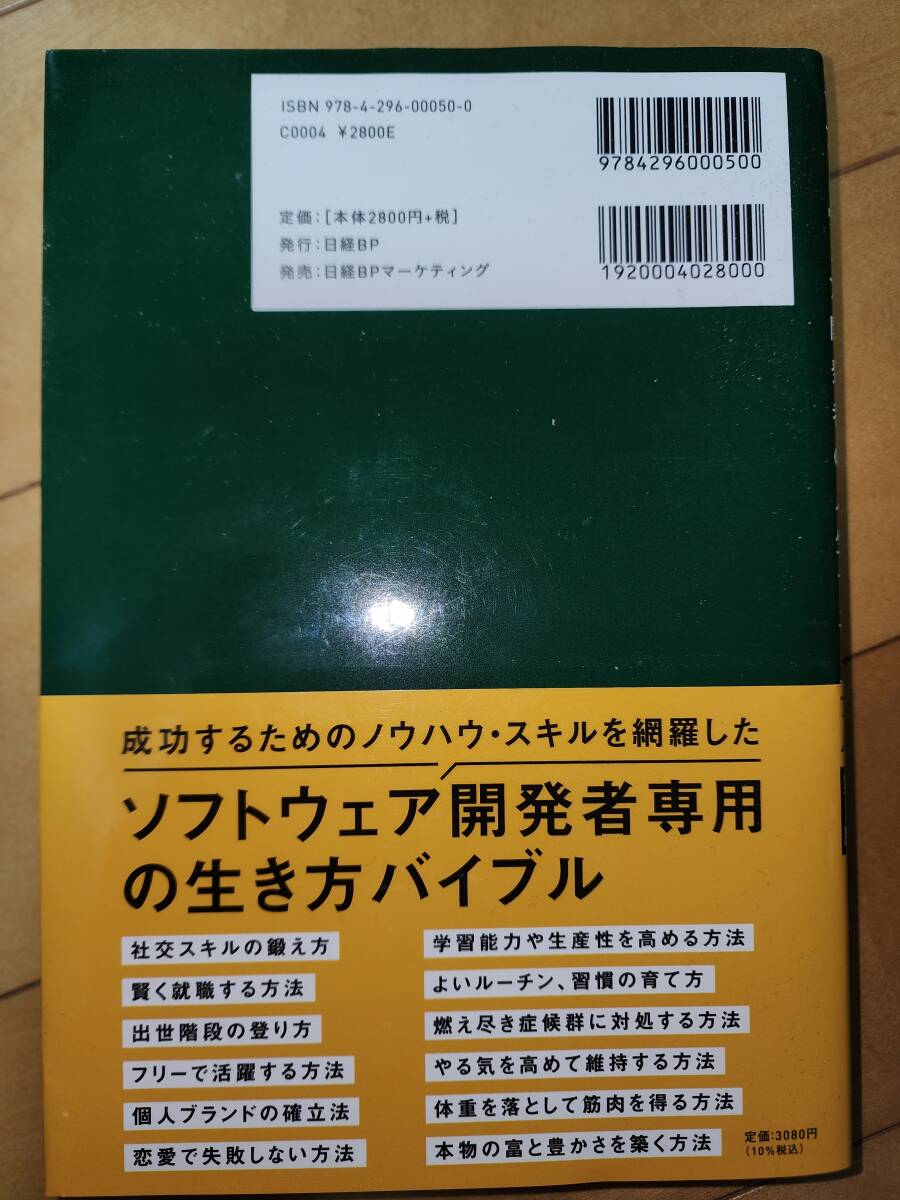 ISBN 978-4-296-00050-0
C0004 ¥2800E
9784296000500
定価:[本体2800円+税]
発行:日経BP
発売:日経BPマーケティング
1920004028000
成功するためのノウハウ・スキルを網羅した
ソフトウェア開発者専用
の生き方バイブル
社交スキルの鍛え方
賢く就職する方法
出世階段の登り方
フリーで活躍する方法
個人ブランドの確立法
恋愛で失敗しない方法
学習能力や生産性を高める方法
よいルーチン、習慣の育て方
燃え尽き症候群に対処する方法
やる気を高めて維持する方法
体重を落として筋肉を得る方法
本物の富と豊かさを築く方法
定価:3080円
(10%税込)